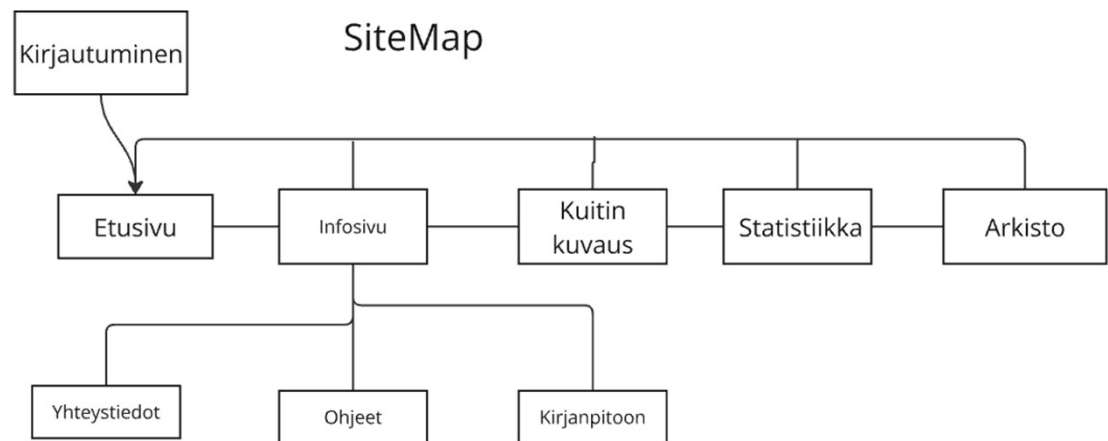 Kirjautuminen
SiteMap
Etusivu
Infosivu
Kuitin
kuvaus
Statistiikka
Arkisto
Yhteystiedot
Ohjeet
Kirjanpitoon